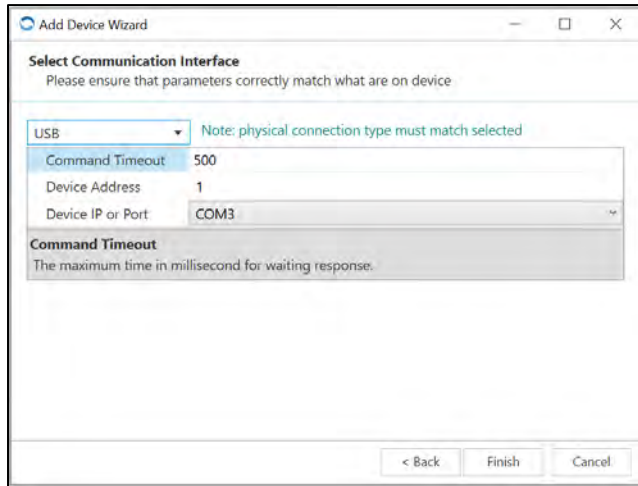 Add Device Wizard
Select Communication Interface
Please ensure that parameters correctly match what are on device
USB Note: physical connection type must match selected
Command Timeout 500
Device Address 1
Device IP or Port COM3
Command Timeout
The maximum time in millisecond for waiting response.
< Back Finish Cancel